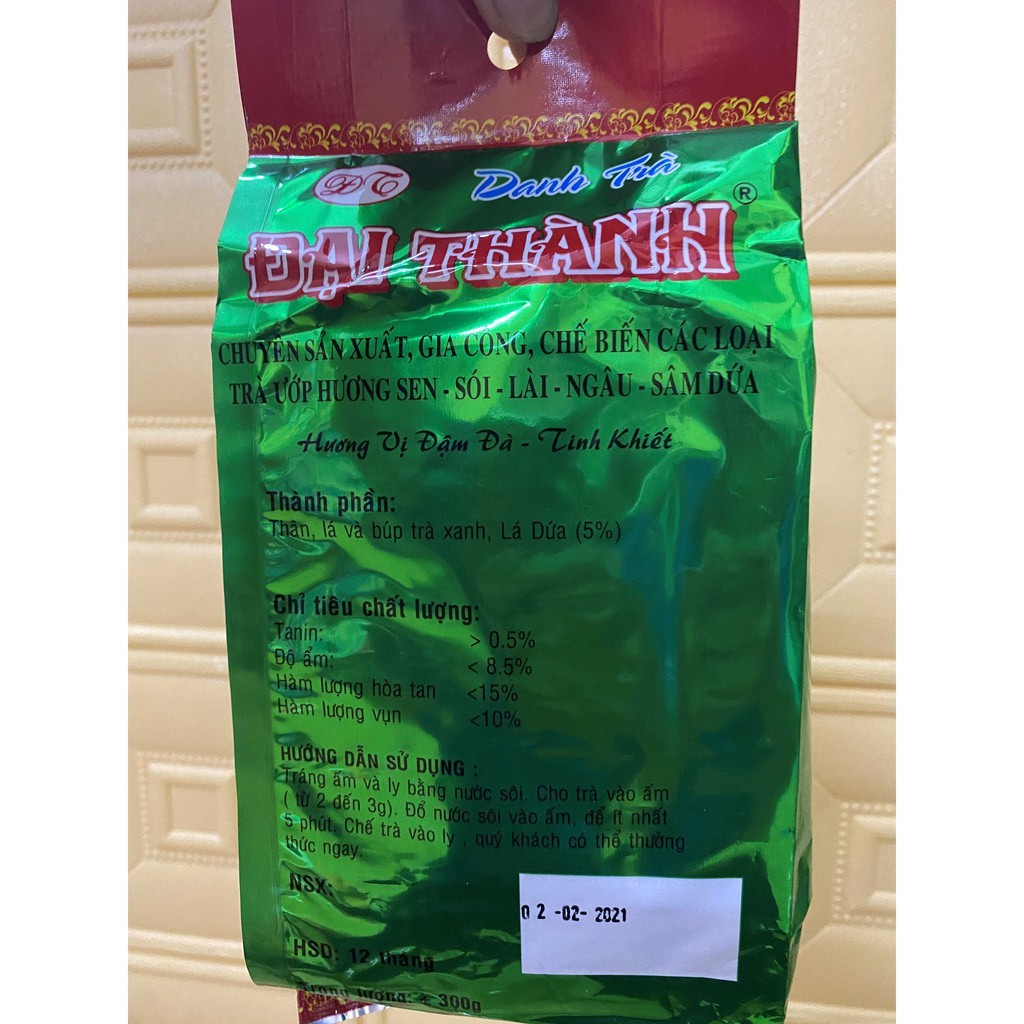 ĐT
Danh Trà
ĐẠI THÀNH ®
CHUYÊN SẢN XUẤT, GIA CÔNG, CHẾ BIẾN CÁC LOẠI
TRÀ ƯỚP HƯƠNG SEN - SÓI - LÀI - NGÂU - SÂM DỨA
Hương Vị Đậm Đà - Tinh Khiết
Thành phần:
Thân, lá và búp trà xanh, Lá Dứa (5%)
Chỉ tiêu chất lượng:
Tanin: > 0.5%
Độ ẩm: < 8.5%
Hàm lượng hòa tan <15%
Hàm lượng vụn <10%
HƯỚNG DẪN SỬ DỤNG :
Tráng ấm và ly bằng nước sôi. Cho trà vào ấm
( từ 2 đến 3g). Đổ nước sôi vào ấm, để ít nhất
5 phút. Chế trà vào ly , quý khách có thể thưởng
thức ngay.
NSX:
0 2 -02- 2021
HSD: 12 tháng
Trọng lượng: ± 300g